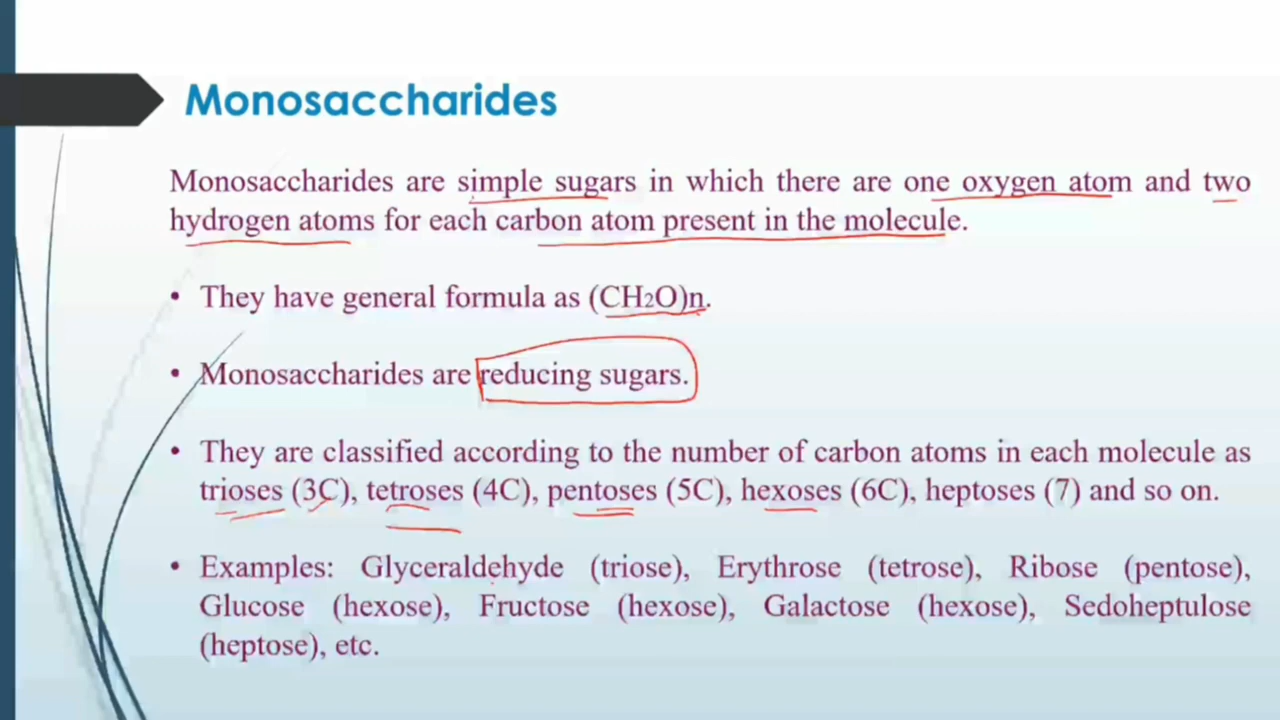 Monosaccharides
Monosaccharides are simple sugars in which there are one oxygen atom and two
hydrogen atoms for each carbon atom present in the molecule.
• They have general formula as (CH₂O)n.
• Monosaccharides are reducing sugars.
• They are classified according to the number of carbon atoms in each molecule as
trioses (3C), tetroses (4C), pentoses (5C), hexoses (6C), heptoses (7) and so on.
• Examples: Glyceraldehyde (triose), Erythrose (tetrose), Ribose (pentose),
Glucose (hexose), Fructose (hexose), Galactose (hexose), Sedoheptulose
(heptose), etc.